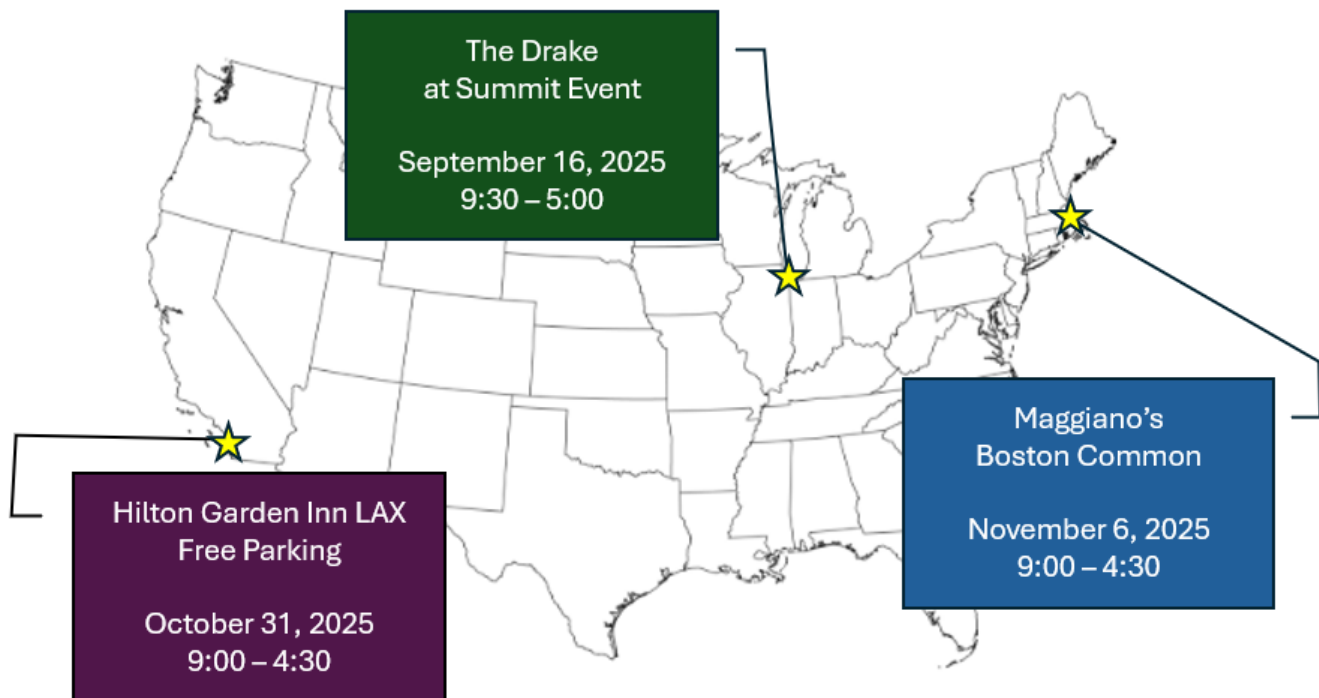 The Drake
at Summit Event
September 16, 2025
9:30 – 5:00
Hilton Garden Inn LAX
Free Parking
October 31, 2025
9:00 – 4:30
Maggiano’s
Boston Common
November 6, 2025
9:00 – 4:30